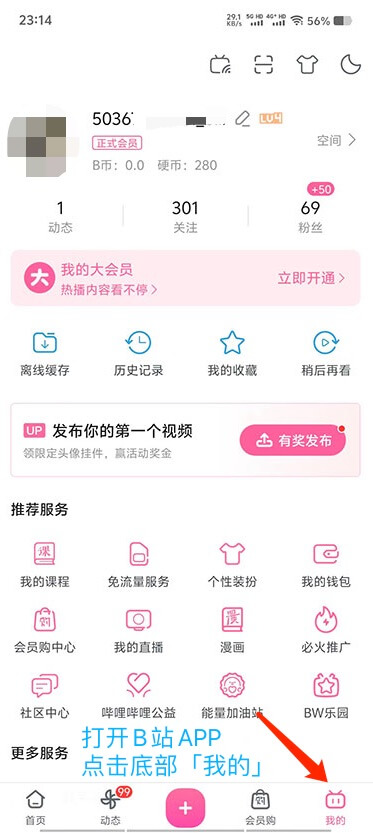 23:14 29.1 KB/s 5G HD 4G+ HD 56%
5036 LV4
正式会员 空间
B币：0.0 硬币：280
+50
1 301 69
动态 关注 粉丝
大 我的大会员
热播内容看不停 立即开通
离线缓存 历史记录 我的收藏 稍后再看
UP 发布你的第一个视频
领限定头像挂件，赢活动奖金 有奖发布
推荐服务
课 漫
我的课程 免流量服务 个性装扮 我的钱包
购
会员购中心 我的直播 漫画 必火推广
社区中心 哔哩哔哩公益 能量加油站 BW乐园
打开B站APP
更多服务
点击底部「我的」
99
首页 动态 会员购 我的